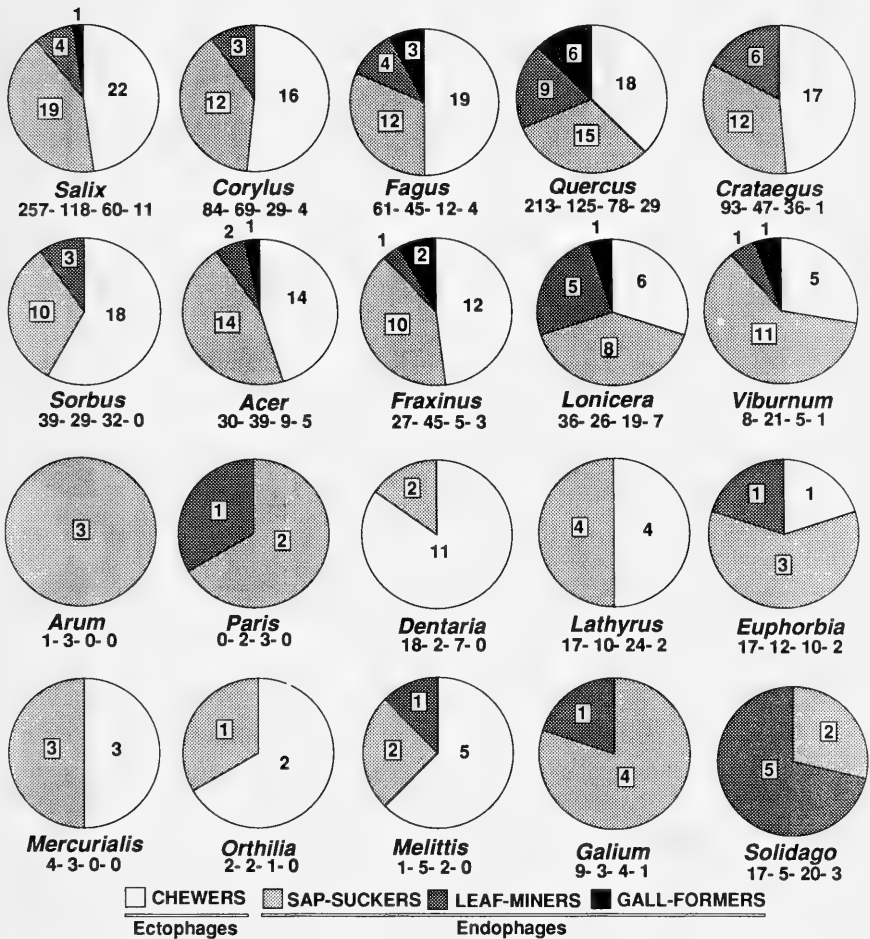 1
4
22
19
3
16
12
3
4
19
12
6
9
18
15
6
17
12
Salix
Corylus
Fagus
Quercus
Crataegus
257- 118- 60- 11
84- 69- 29- 4
61- 45- 12- 4
213- 125- 78- 29
93- 47- 36- 1
3
10
18
2
1
14
14
1
2
12
10
1
5
6
8
1
1
5
11
Sorbus
Acer
Fraxinus
Lonicera
Viburnum
39- 29- 32- 0
30- 39- 9- 5
27- 45- 5- 3
36- 26- 19- 7
8- 21- 5- 1
3
1
2
2
11
4
4
1
1
3
Arum
Paris
Dentaria
Lathyrus
Euphorbia
1- 3- 0- 0
0- 2- 3- 0
18- 2- 7- 0
17- 10- 24- 2
17- 12- 10- 2
3
3
1
2
1
2
5
1
4
2
5
Mercurialis
Orthilia
Melittis
Galium
Solidago
4- 3- 0- 0
2- 2- 1- 0
1- 5- 2- 0
9- 3- 4- 1
17- 5- 20- 3
CHEWERS SAP-SUCKERS LEAF-MINERS GALL-FORMERS
Ectophages Endophages